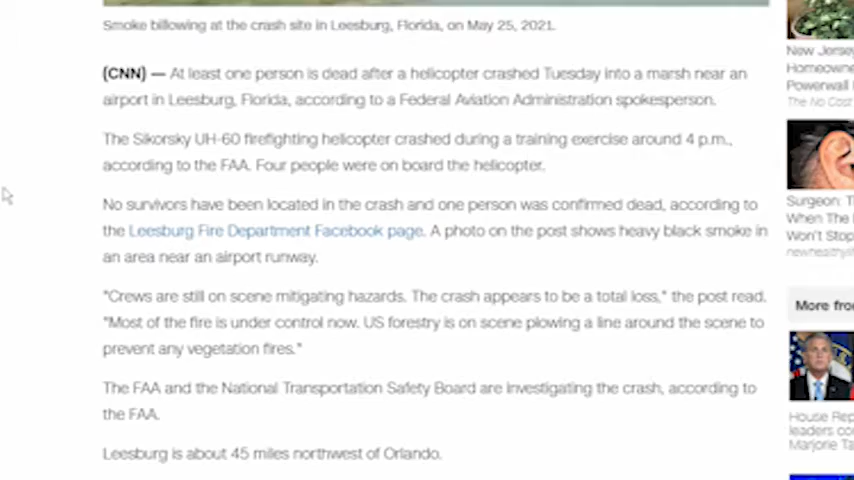 Smoke billowing at the crash site in Leesburg, Florida, on May 25, 2021.
(CNN) — At least one person is dead after a helicopter crashed Tuesday into a marsh near an
airport in Leesburg, Florida, according to a Federal Aviation Administration spokesperson.
The Sikorsky UH-60 firefighting helicopter crashed during a training exercise around 4 p.m.,
according to the FAA. Four people were on board the helicopter.
No survivors have been located in the crash and one person was confirmed dead, according to
the Leesburg Fire Department Facebook page. A photo on the post shows heavy black smoke in
an area near an airport runway.
"Crews are still on scene mitigating hazards. The crash appears to be a total loss," the post read.
"Most of the fire is under control now. US forestry is on scene plowing a line around the scene to
prevent any vegetation fires."
The FAA and the National Transportation Safety Board are investigating the crash, according to
the FAA.
Leesburg is about 45 miles northwest of Orlando.
New Jersey
Homeowne
Powerwall
The No Cost
Surgeon: T
When The
Won't Stop
newhealthyli
More fro
House Rep
leaders co
Marjorie Ta